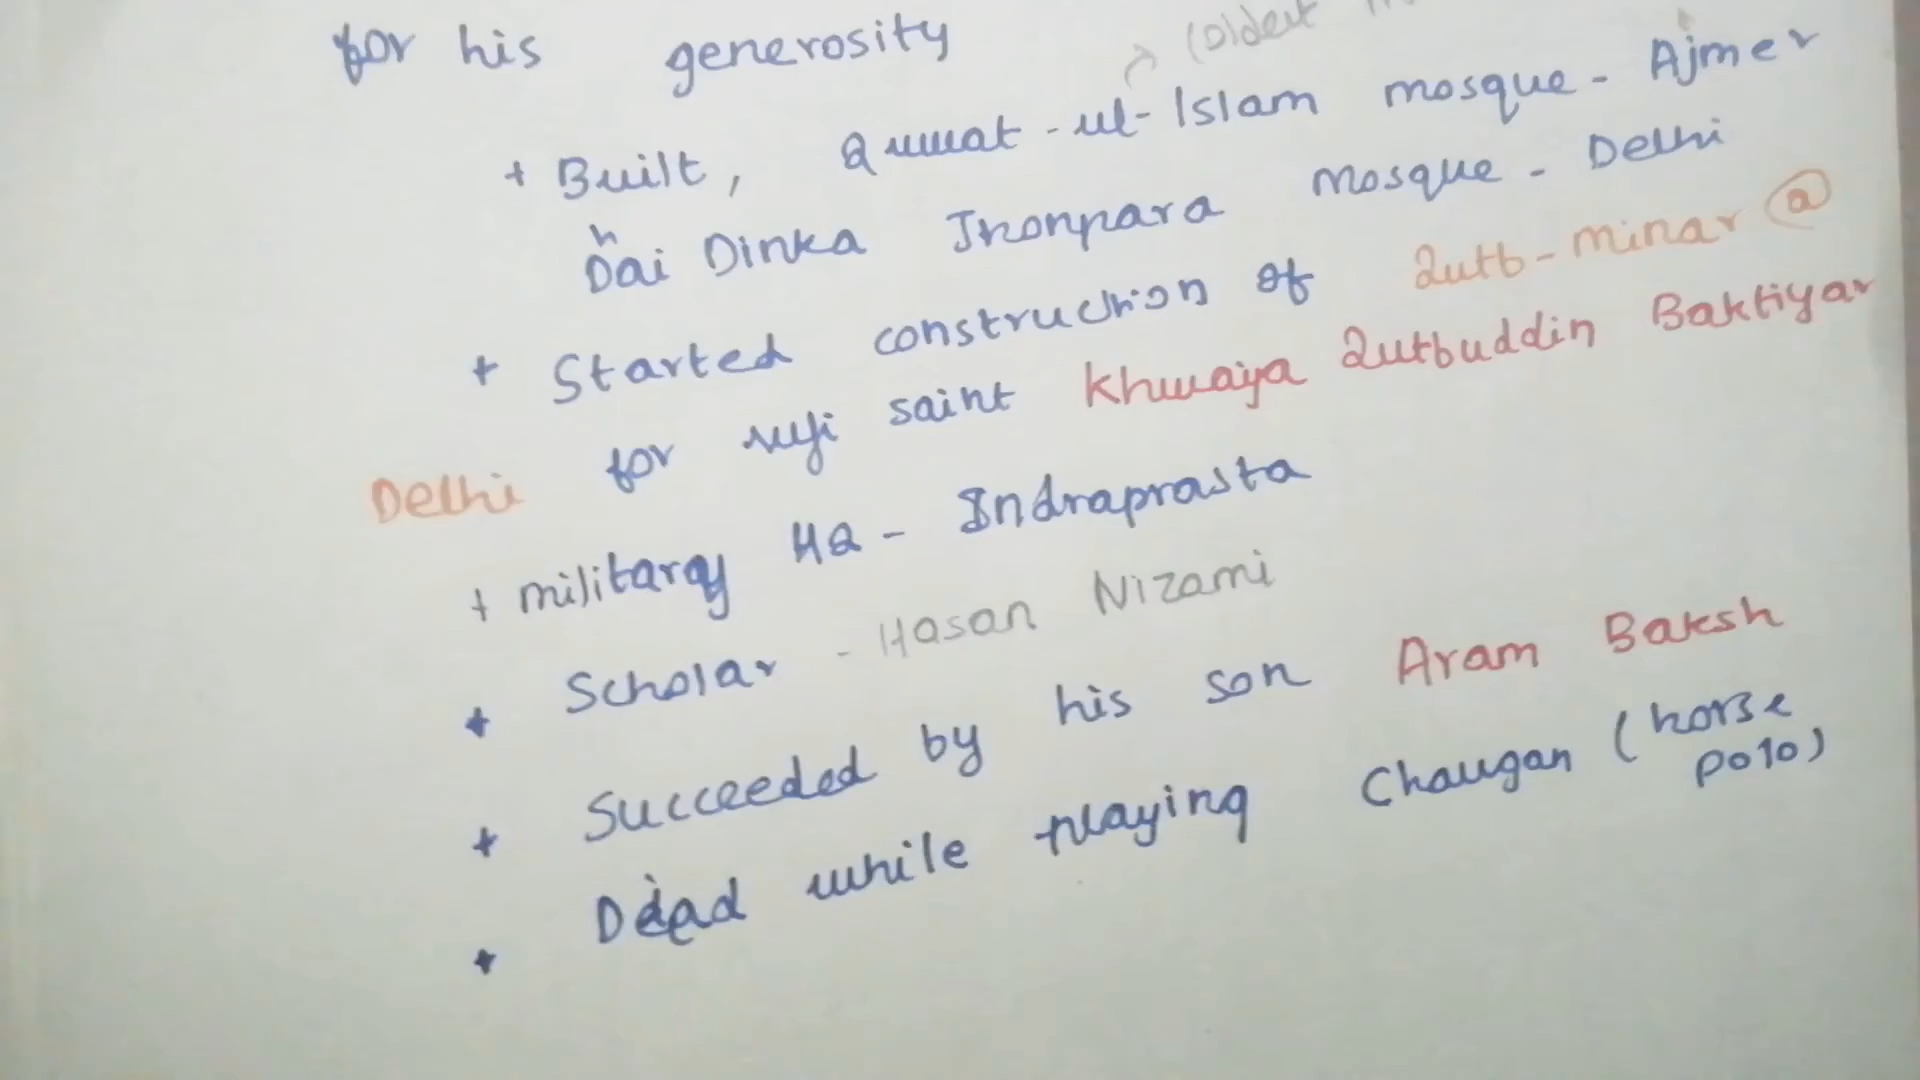 for his generosity
(oldest
+ Built, Quwat-ul-Islam mosque - Ajmer
Dhai Dinka Jhonpara mosque - Delhi
+ Started construction of Qutb-minar @
Delhi for sufi saint Khwaja Qutbuddin Baktiyar
+ military HQ - Indraprasta
+ Scholar - Hasan Nizami
+ Succeeded by his son Aram Baksh
+ Dead while playing Chaugan (horse
polo)